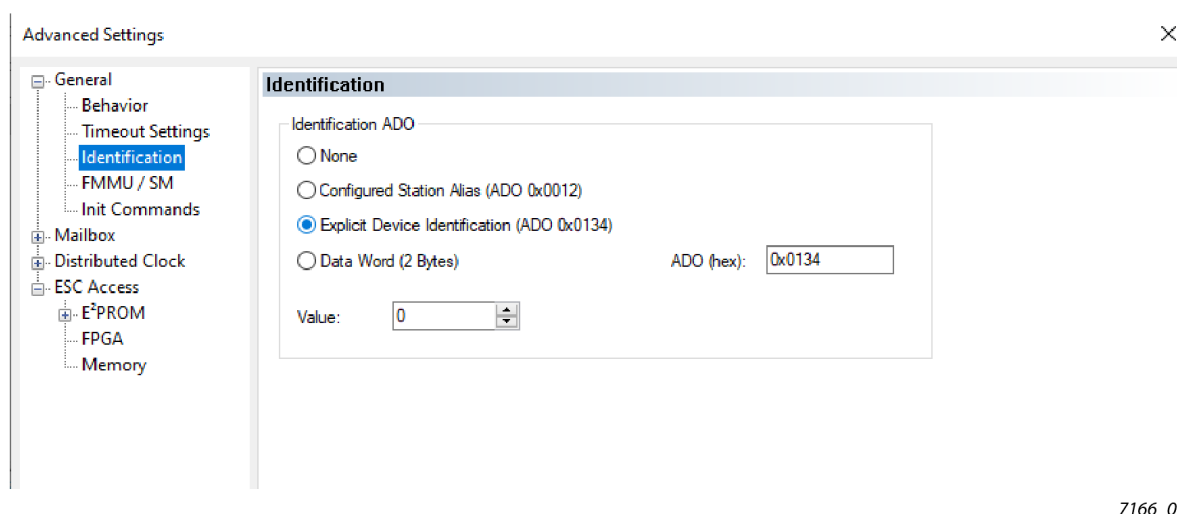 Advanced Settings
General
Behavior
Timeout Settings
Identification
FMMU / SM
Init Commands
Mailbox
Distributed Clock
ESC Access
E²PROM
FPGA
Memory
Identification
Identification ADO
None
Configured Station Alias (ADO 0x0012)
Explicit Device Identification (ADO 0x0134)
Data Word (2 Bytes) ADO (hex): 0x0134
Value: 0
7166_0